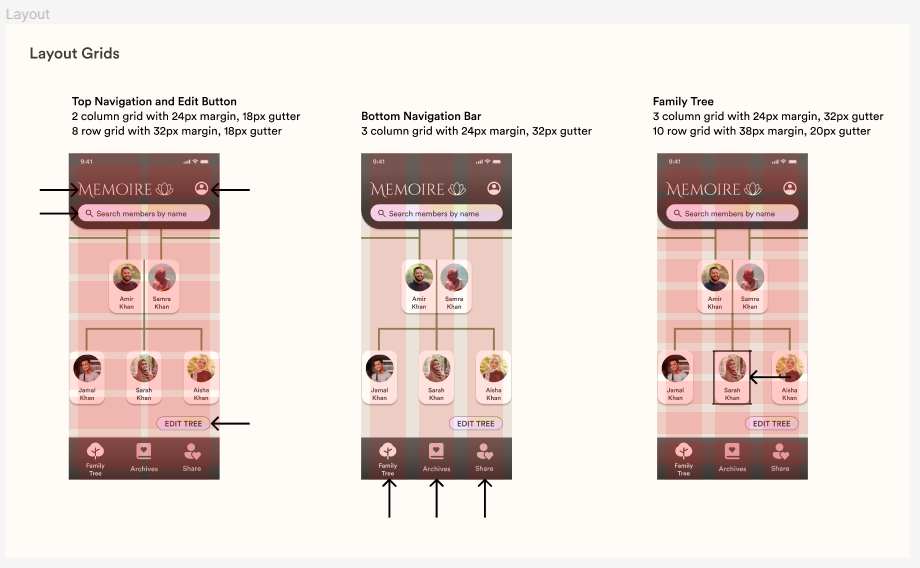 Layout
Layout Grids
Top Navigation and Edit Button
2 column grid with 24px margin, 18px gutter
8 row grid with 32px margin, 18px gutter
9:41
MEMOIRE
Search members by name
Amir
Khan
Samra
Khan
Jamal
Khan
Sarah
Khan
Aisha
Khan
EDIT TREE
Family
Tree
Archives
Share
Bottom Navigation Bar
3 column grid with 24px margin, 32px gutter
9:41
MEMOIRE
Search members by name
Amir
Khan
Samra
Khan
Jamal
Khan
Sarah
Khan
Aisha
Khan
EDIT TREE
Family
Tree
Archives
Share
Family Tree
3 column grid with 24px margin, 32px gutter
10 row grid with 38px margin, 20px gutter
9:41
MEMOIRE
Search members by name
Amir
Khan
Samra
Khan
Jamal
Khan
Sarah
Khan
Aisha
Khan
EDIT TREE
Family
Tree
Archives
Share